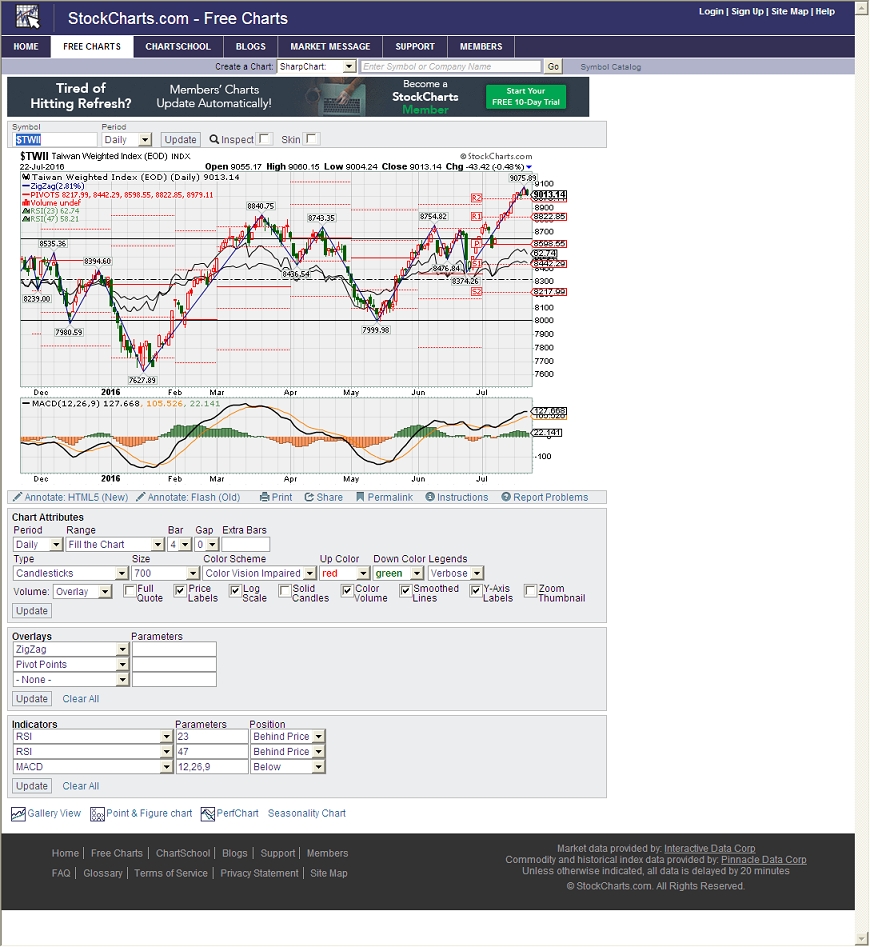 StockCharts.com - Free Charts
Login | Sign Up | Site Map | Help
HOME FREE CHARTS CHARTSCHOOL BLOGS MARKET MESSAGE SUPPORT MEMBERS
Create a Chart: SharpChart: Enter Symbol or Company Name Go Symbol Catalog
Tired of
Hitting Refresh?
Members' Charts
Update Automatically!
Become a
StockCharts
Member
Start Your
FREE 10-Day Trial
Symbol Period
$TWII Daily Update Inspect Skin
$TWII Taiwan Weighted Index (EOD) INDX © StockCharts.com
22-Jul-2016 Open 9055.17 High 9060.15 Low 9004.24 Close 9013.14 Chg -43.42 (-0.48%)
Taiwan Weighted Index (EOD) (Daily) 9013.14
ZigZag(2.81%)
PIVOTS 8217.99, 8442.29, 8598.55, 8822.85, 8979.11
Volume undef
RSI(23) 62.74
RSI(47) 58.21
9075.89
8840.75
8743.35
8754.82
8535.36
8394.60
8436.54
8476.84
8374.26
8239.00
7980.59
7999.98
7627.89
R2
R1
P
S1
S2
9100
9013.14
8900
8822.85
8700
8598.55
62.74
8442.29
8400
8300
8217.99
8100
8000
7900
7800
7700
7600
Dec 2016 Feb Mar Apr May Jun Jul
MACD(12,26,9) 127.668, 105.526, 22.141
127.668
105.526
22.141
-100
Dec 2016 Feb Mar Apr May Jun Jul
Annotate: HTML5 (New) Annotate: Flash (Old) Print Share Permalink Instructions Report Problems
Chart Attributes
Period Range Bar Gap Extra Bars
Daily Fill the Chart 4 0
Type Size Color Scheme Up Color Down Color Legends
Candlesticks 700 Color Vision Impaired red green Verbose
Volume: Overlay Full Quote Price Labels Log Scale Solid Candles Color Volume Smoothed Lines Y-Axis Labels Zoom Thumbnail
Update
Overlays Parameters
ZigZag
Pivot Points
- None -
Update Clear All
Indicators Parameters Position
RSI 23 Behind Price
RSI 47 Behind Price
MACD 12,26,9 Below
Update Clear All
Gallery View Point & Figure chart PerfChart Seasonality Chart
Home | Free Charts | ChartSchool | Blogs | Support | Members
FAQ | Glossary | Terms of Service | Privacy Statement | Site Map
Market data provided by: Interactive Data Corp
Commodity and historical index data provided by: Pinnacle Data Corp
Unless otherwise indicated, all data is delayed by 20 minutes
© StockCharts.com. All Rights Reserved.